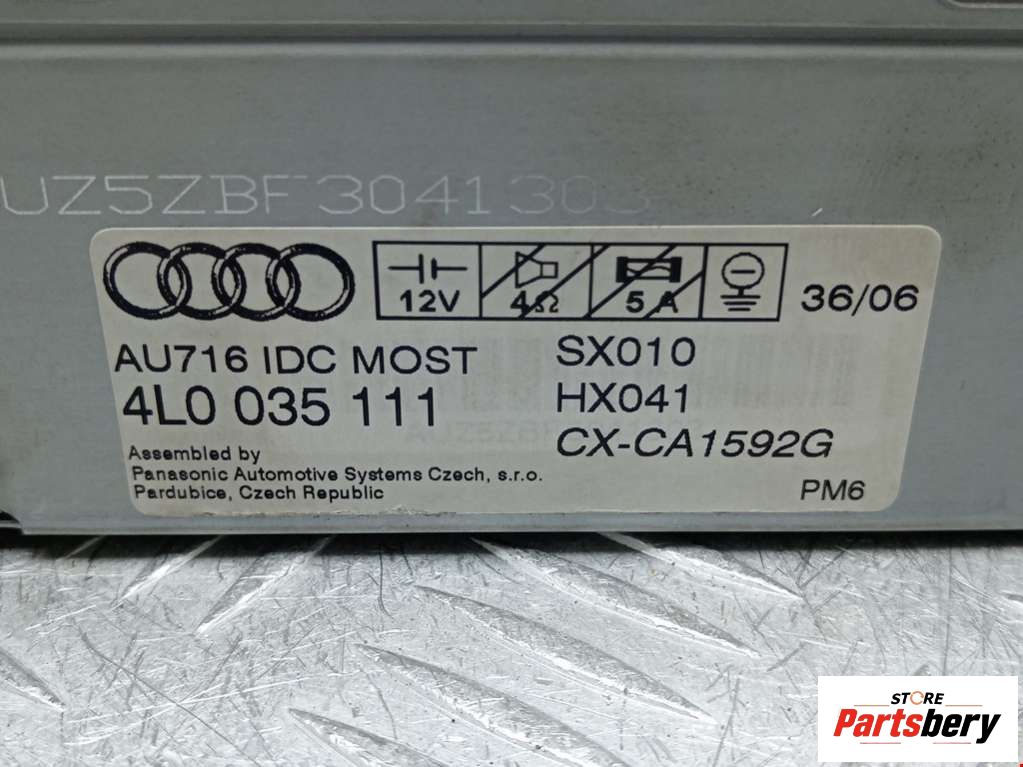 UZ5ZBF3041303
12V 4Ω 5 A 36/06
AU716 IDC MOST SX010
4L0 035 111 HX041
CX-CA1592G
Assembled by
Panasonic Automotive Systems Czech, s.r.o.
Pardubice, Czech Republic PM6
STORE
Partsbery